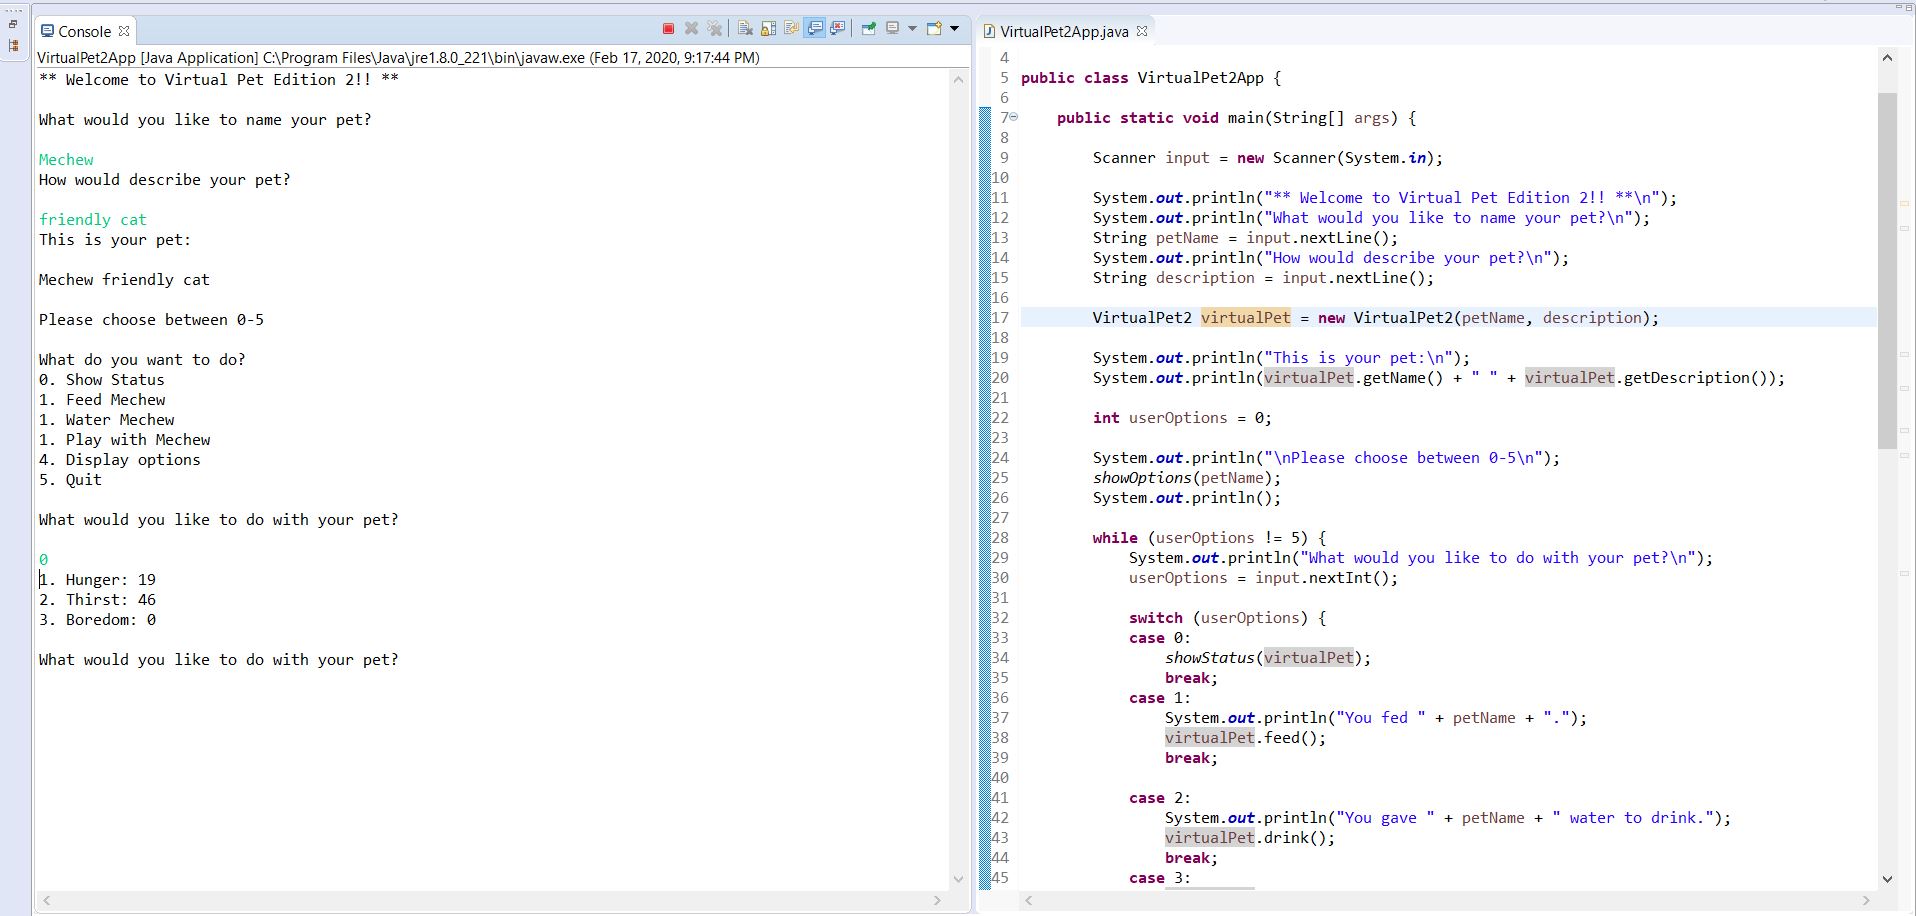 Console
VirtualPet2App [Java Application] C:\Program Files\Java\jre1.8.0_221\bin\javaw.exe (Feb 17, 2020, 9:17:44 PM)
** Welcome to Virtual Pet Edition 2!! **
What would you like to name your pet?
Mechew
How would describe your pet?
friendly cat
This is your pet:
Mechew friendly cat
Please choose between 0-5
What do you want to do?
0. Show Status
1. Feed Mechew
1. Water Mechew
1. Play with Mechew
4. Display options
5. Quit
What would you like to do with your pet?
0
1. Hunger: 19
2. Thirst: 46
3. Boredom: 0
What would you like to do with your pet?
VirtualPet2App.java
4
5 public class VirtualPet2App {
6
7 public static void main(String[] args) {
8
9 Scanner input = new Scanner(System.in);
10
11 System.out.println("** Welcome to Virtual Pet Edition 2!! **\n");
12 System.out.println("What would you like to name your pet?\n");
13 String petName = input.nextLine();
14 System.out.println("How would describe your pet?\n");
15 String description = input.nextLine();
16
17 VirtualPet2 virtualPet = new VirtualPet2(petName, description);
18
19 System.out.println("This is your pet:\n");
20 System.out.println(virtualPet.getName() + " " + virtualPet.getDescription());
21
22 int userOptions = 0;
23
24 System.out.println("\nPlease choose between 0-5\n");
25 showOptions(petName);
26 System.out.println();
27
28 while (userOptions != 5) {
29 System.out.println("What would you like to do with your pet?\n");
30 userOptions = input.nextInt();
31
32 switch (userOptions) {
33 case 0:
34 showStatus(virtualPet);
35 break;
36 case 1:
37 System.out.println("You fed " + petName + ".");
38 virtualPet.feed();
39 break;
40
41 case 2:
42 System.out.println("You gave " + petName + " water to drink.");
43 virtualPet.drink();
44 break;
45 case 3: